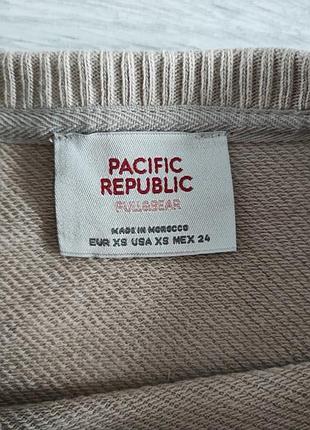 PACIFIC
REPUBLIC
PULL&BEAR
MADE IN MOROCCO
EUR XS USA XS MEX 24